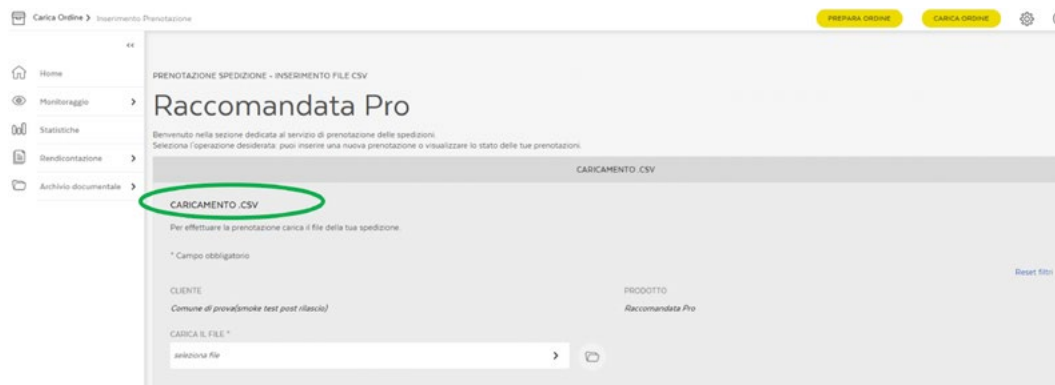 Carica Ordine > Inserimento Prenotazione
PREPARA ORDINE
CARICA ORDINE
<<
Home
Monitoraggio >
Statistiche
Rendicontazione >
Archivio documentale >
PRENOTAZIONE SPEDIZIONE - INSERIMENTO FILE CSV
Raccomandata Pro
Benvenuto nella sezione dedicata al servizio di prenotazione delle spedizioni.
Seleziona l'operazione desiderata: puoi inserire una nuova prenotazione o visualizzare lo stato delle tue prenotazioni.
CARICAMENTO .CSV
CARICAMENTO .CSV
Per effettuare la prenotazione carica il file della tua spedizione.
* Campo obbligatorio
Reset filtri
CLIENTE
PRODOTTO
Comune di prova(smoke test post rilascio)
Raccomandata Pro
CARICA IL FILE *
seleziona file >